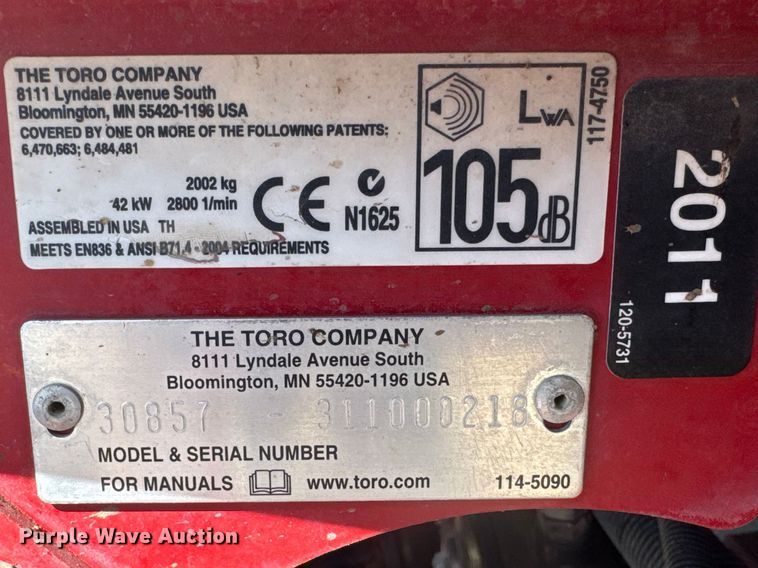 THE TORO COMPANY
8111 Lyndale Avenue South
Bloomington, MN 55420-1196 USA
COVERED BY ONE OR MORE OF THE FOLLOWING PATENTS:
6,470,663; 6,484,481
2002 kg
42 kW 2800 1/min
ASSEMBLED IN USA TH
MEETS EN836 & ANSI B71.4 - 2004 REQUIREMENTS
CE
N1625
LWA
105dB
117-4750
2011
120-5731
THE TORO COMPANY
8111 Lyndale Avenue South
Bloomington, MN 55420-1196 USA
30857 - 311000218
MODEL & SERIAL NUMBER
FOR MANUALS www.toro.com 114-5090
Purple Wave Auction